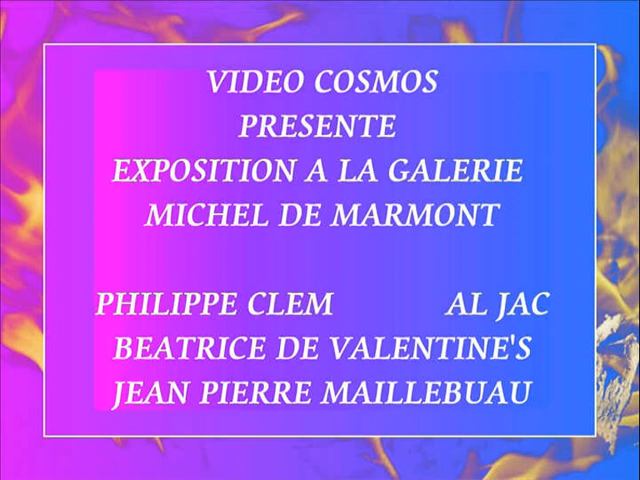 VIDEO COSMOS
PRESENTE
EXPOSITION A LA GALERIE
MICHEL DE MARMONT
PHILIPPE CLEM AL JAC
BEATRICE DE VALENTINE'S
JEAN PIERRE MAILLEBUAU